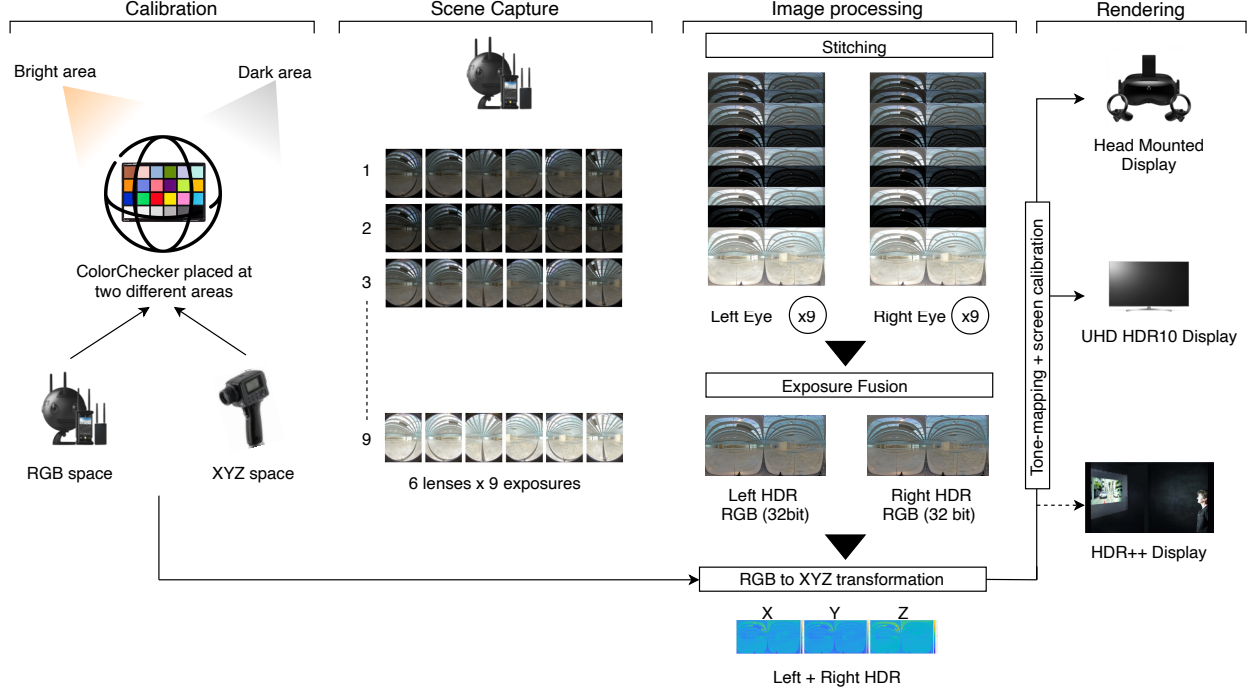 Calibration
Scene Capture
Image processing
Rendering
Bright area
Dark area
ColorChecker placed at
two different areas
RGB space
XYZ space
1
2
3
9
6 lenses x 9 exposures
Stitching
Left Eye
x9
Right Eye
x9
Exposure Fusion
Left HDR
RGB (32bit)
Right HDR
RGB (32 bit)
RGB to XYZ transformation
X
Y
Z
Left + Right HDR
Tone-mapping + screen calibration
Head Mounted
Display
UHD HDR10 Display
HDR++ Display